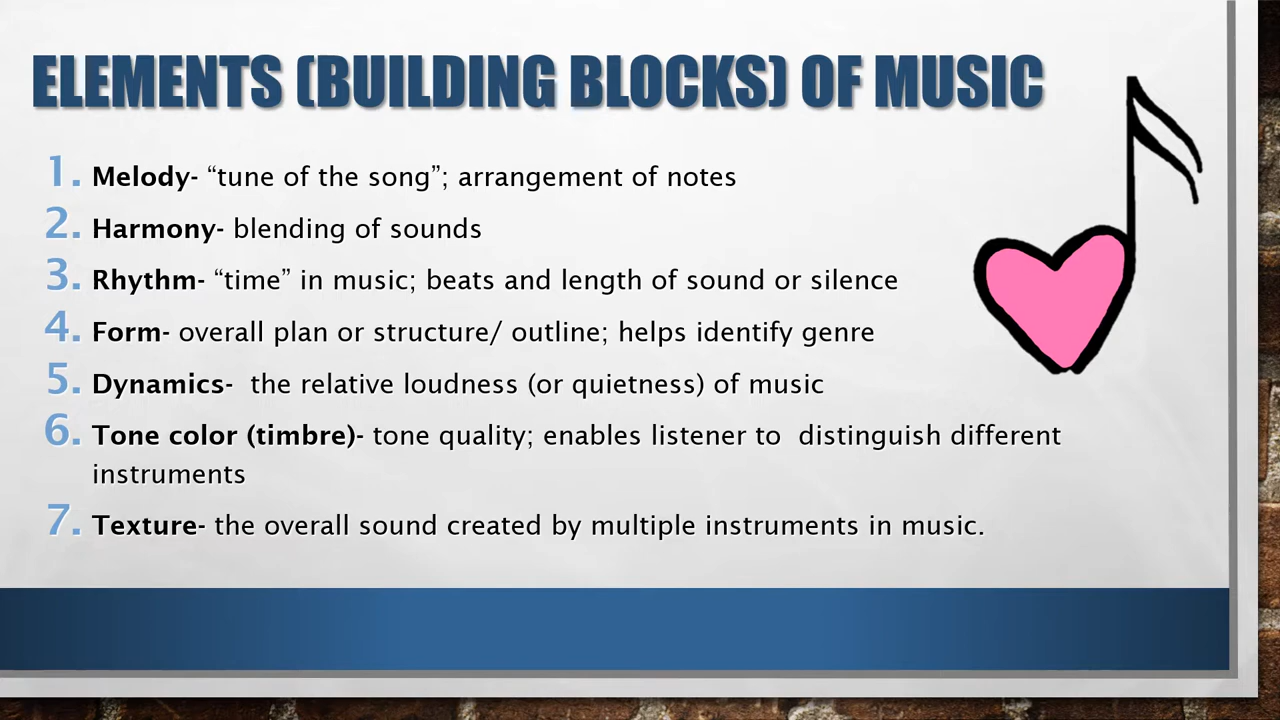 ELEMENTS (BUILDING BLOCKS) OF MUSIC
1. Melody- “tune of the song”; arrangement of notes
2. Harmony- blending of sounds
3. Rhythm- “time” in music; beats and length of sound or silence
4. Form- overall plan or structure/ outline; helps identify genre
5. Dynamics-  the relative loudness (or quietness) of music
6. Tone color (timbre)- tone quality; enables listener to  distinguish different
instruments
7. Texture- the overall sound created by multiple instruments in music.